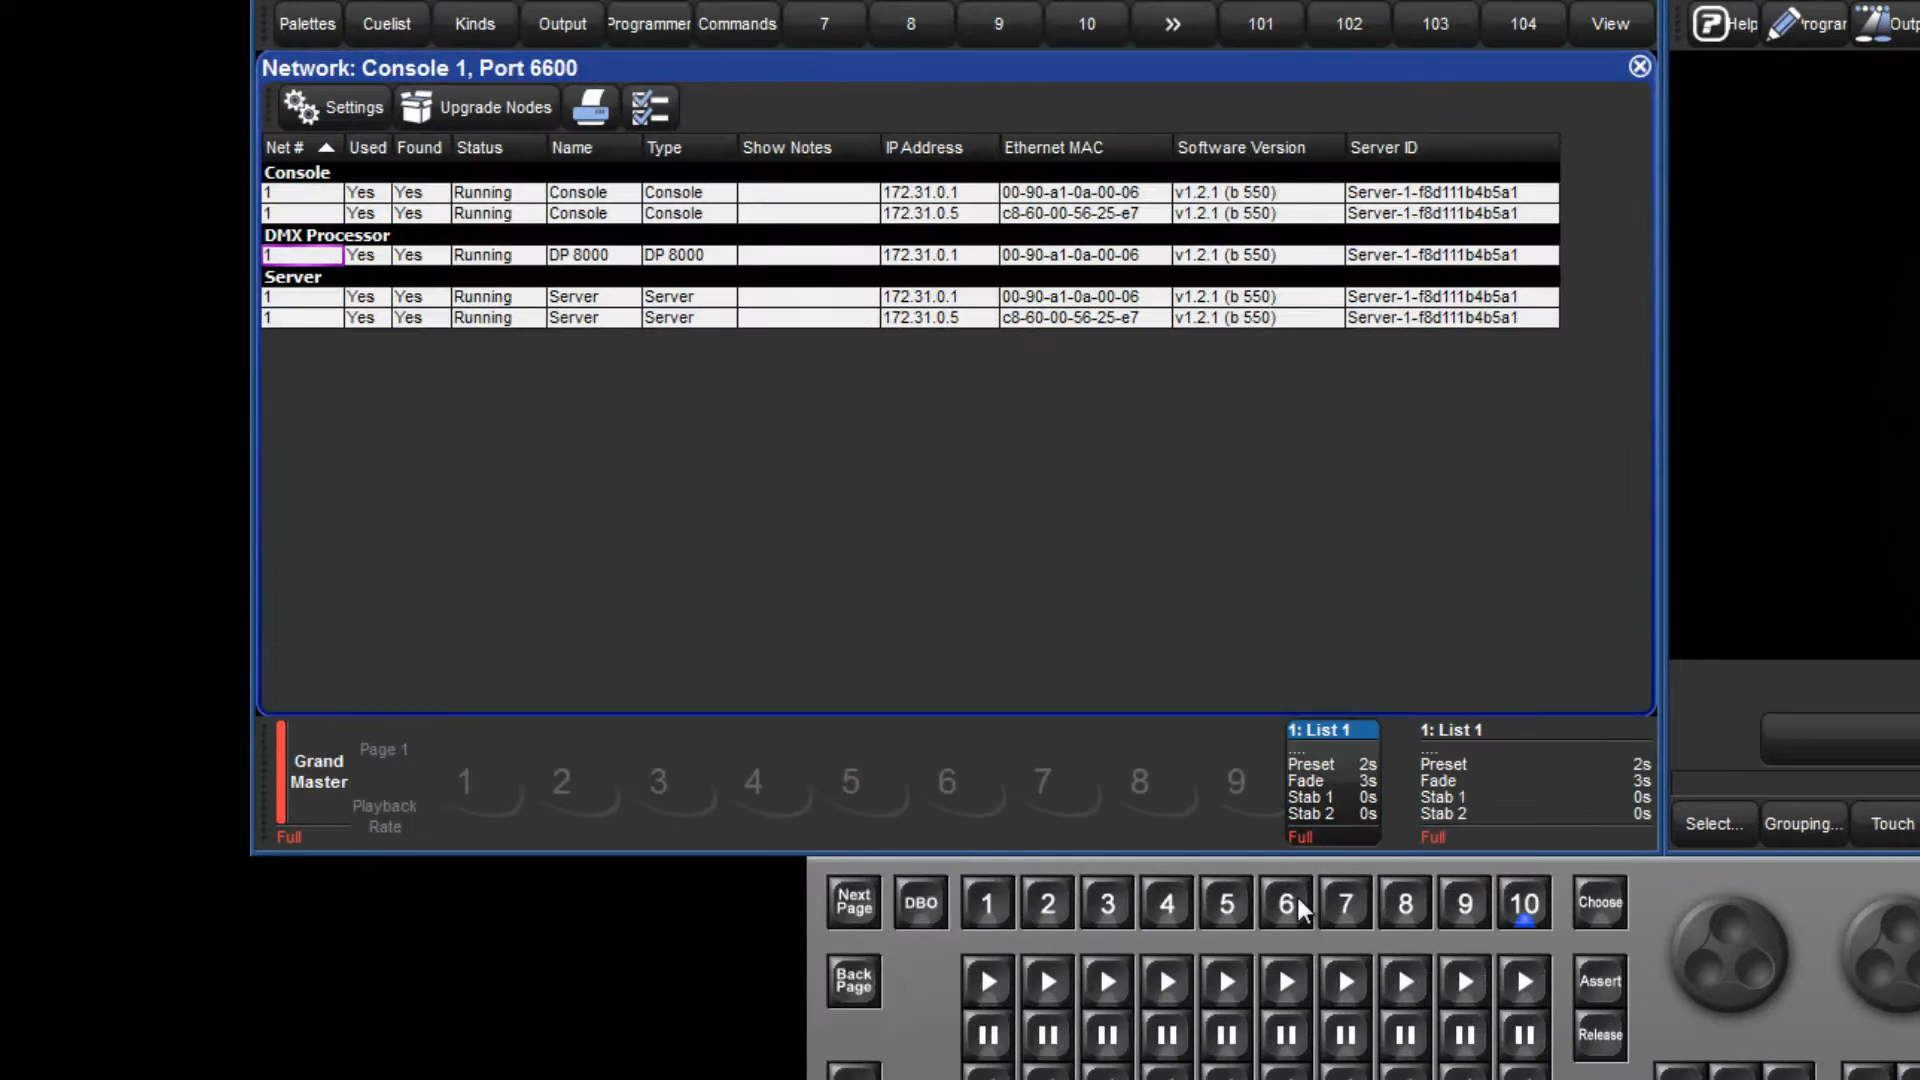 Palettes Cuelist Kinds Output Programmer Commands 7 8 9 10 » 101 102 103 104 View Help
Network: Console 1, Port 6600
Settings Upgrade Nodes
Net # Used Found Status Name Type Show Notes IP Address Ethernet MAC Software Version Server ID
Console
1 Yes Yes Running Console Console 172.31.0.1 00-90-a1-0a-00-06 v1.2.1 (b 550) Server-1-f8d111b4b5a1
1 Yes Yes Running Console Console 172.31.0.5 c8-60-00-56-25-e7 v1.2.1 (b 550) Server-1-f8d111b4b5a1
DMX Processor
1 Yes Yes Running DP 8000 DP 8000 172.31.0.1 00-90-a1-0a-00-06 v1.2.1 (b 550) Server-1-f8d111b4b5a1
Server
1 Yes Yes Running Server Server 172.31.0.1 00-90-a1-0a-00-06 v1.2.1 (b 550) Server-1-f8d111b4b5a1
1 Yes Yes Running Server Server 172.31.0.5 c8-60-00-56-25-e7 v1.2.1 (b 550) Server-1-f8d111b4b5a1
Grand Master
Full
Page 1
Playback Rate
1 2 3 4 5 6 7 8 9
1: List 1
....
Preset 2s
Fade 3s
Stab 1 0s
Stab 2 0s
Full
1: List 1
....
Preset 2s
Fade 3s
Stab 1 0s
Stab 2 0s
Full
Select... Grouping... Touch
Next Page DBO 1 2 3 4 5 6 7 8 9 10 Choose
Back Page Assert
Release